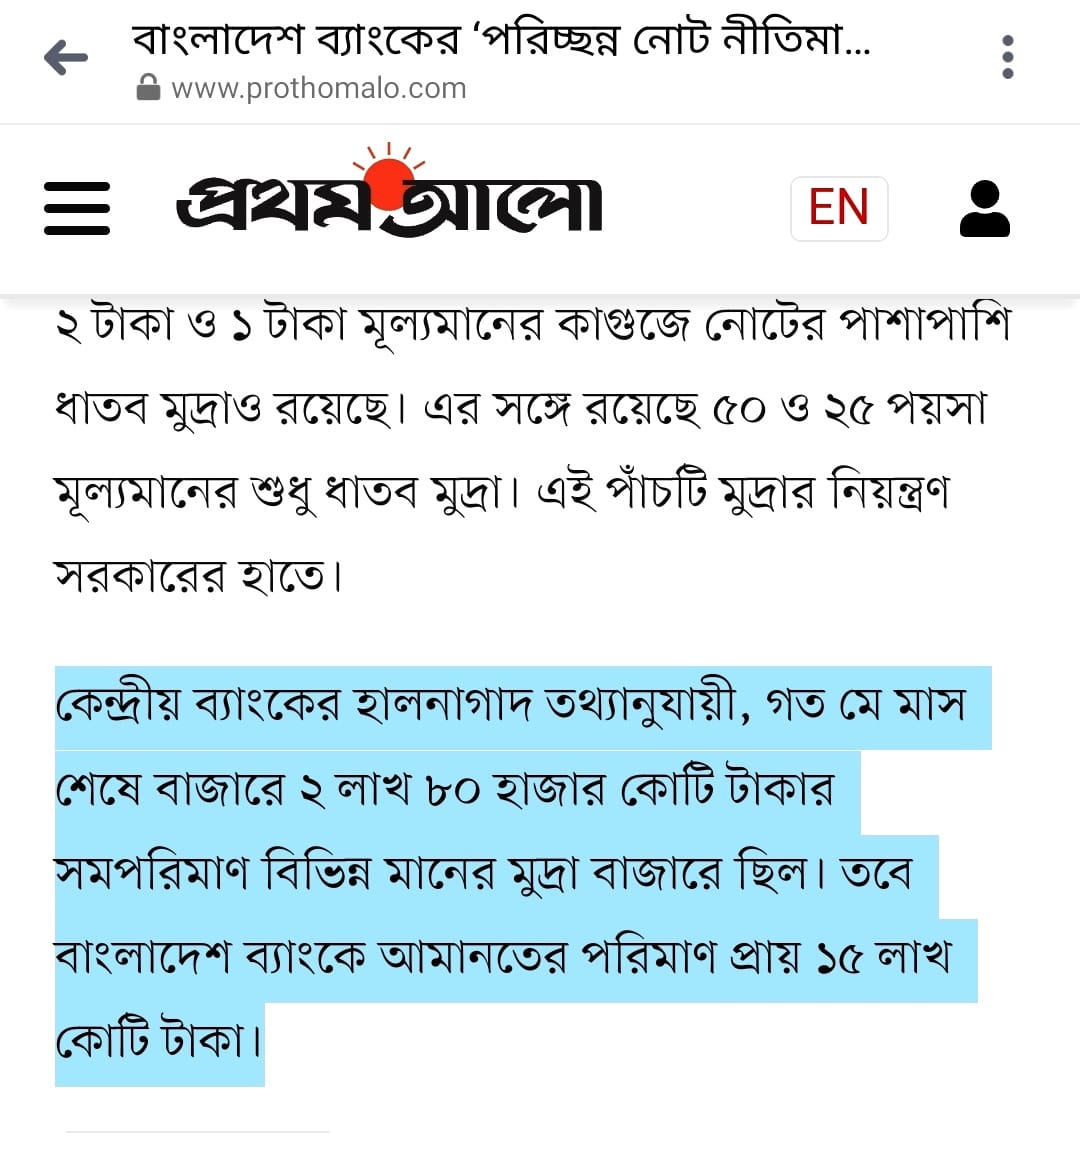 বাংলাদেশ ব্যাংকের ‘পরিচ্ছন্ন নোট নীতিমা...
www.prothomalo.com
প্রথম আলো
EN
২ টাকা ও ১ টাকা মূল্যমানের কাগুজে নোটের পাশাপাশি
ধাতব মুদ্রাও রয়েছে। এর সঙ্গে রয়েছে ৫০ ও ২৫ পয়সা
মূল্যমানের শুধু ধাতব মুদ্রা। এই পাঁচটি মুদ্রার নিয়ন্ত্রণ
সরকারের হাতে।
কেন্দ্রীয় ব্যাংকের হালনাগাদ তথ্যানুযায়ী, গত মে মাস
শেষে বাজারে ২ লাখ ৮০ হাজার কোটি টাকার
সমপরিমাণ বিভিন্ন মানের মুদ্রা বাজারে ছিল। তবে
বাংলাদেশ ব্যাংকে আমানতের পরিমাণ প্রায় ১৫ লাখ
কোটি টাকা।